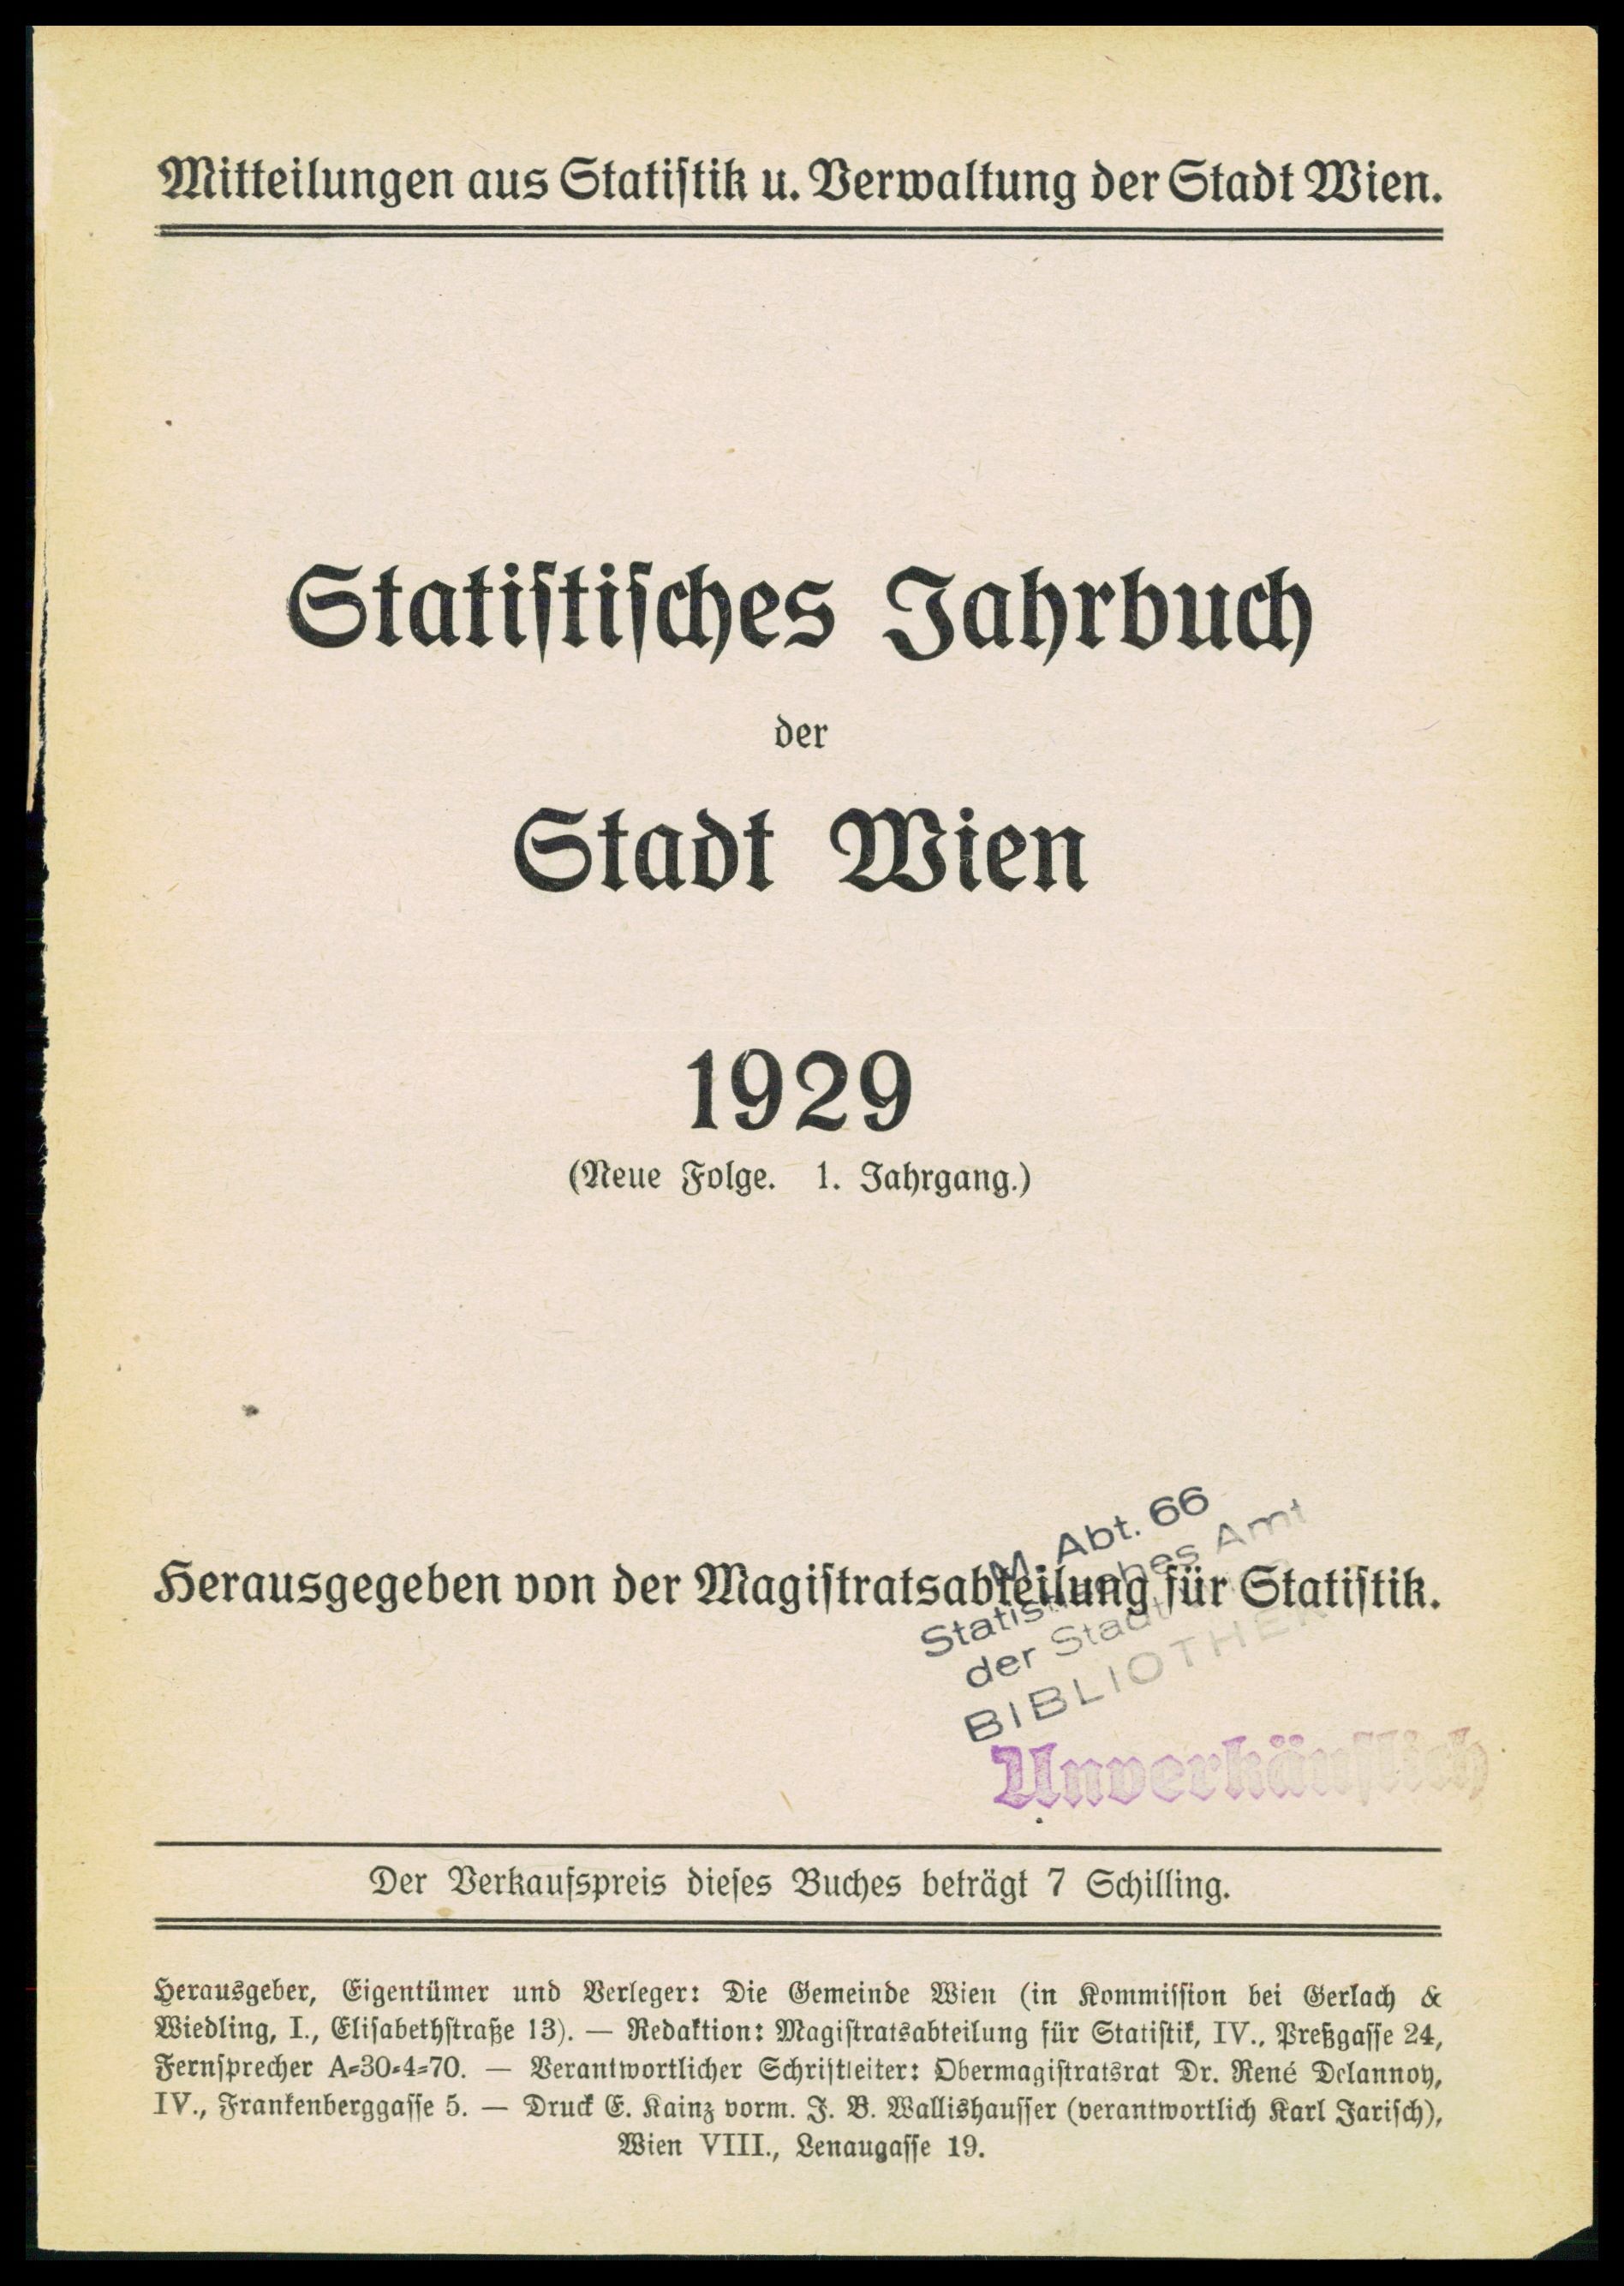 Mitteilungen aus Statistik u. Verwaltung der Stadt Wien.
Statistisches Jahrbuch
der
Stadt Wien
1929
(Neue Folge. 1. Jahrgang.)
M. Abt. 66
Statistisches Amt
Herausgegeben von der Magistratsabteilung für Statistik.
der Stadt
BIBLIOTHEK
Unverkäuflich
Der Verkaufspreis dieses Buches beträgt 7 Schilling.
Herausgeber, Eigentümer und Verleger: Die Gemeinde Wien (in Kommission bei Gerlach &
Wiedling, I., Elisabethstraße 13). — Redaktion: Magistratsabteilung für Statistik, IV., Preßgasse 24,
Fernsprecher A=30=4=70. — Verantwortlicher Schriftleiter: Obermagistratsrat Dr. René Delannoy,
IV., Frankenberggasse 5. — Druck E. Kainz vorm. J. B. Wallishausser (verantwortlich Karl Jarisch),
Wien VIII., Lenaugasse 19.